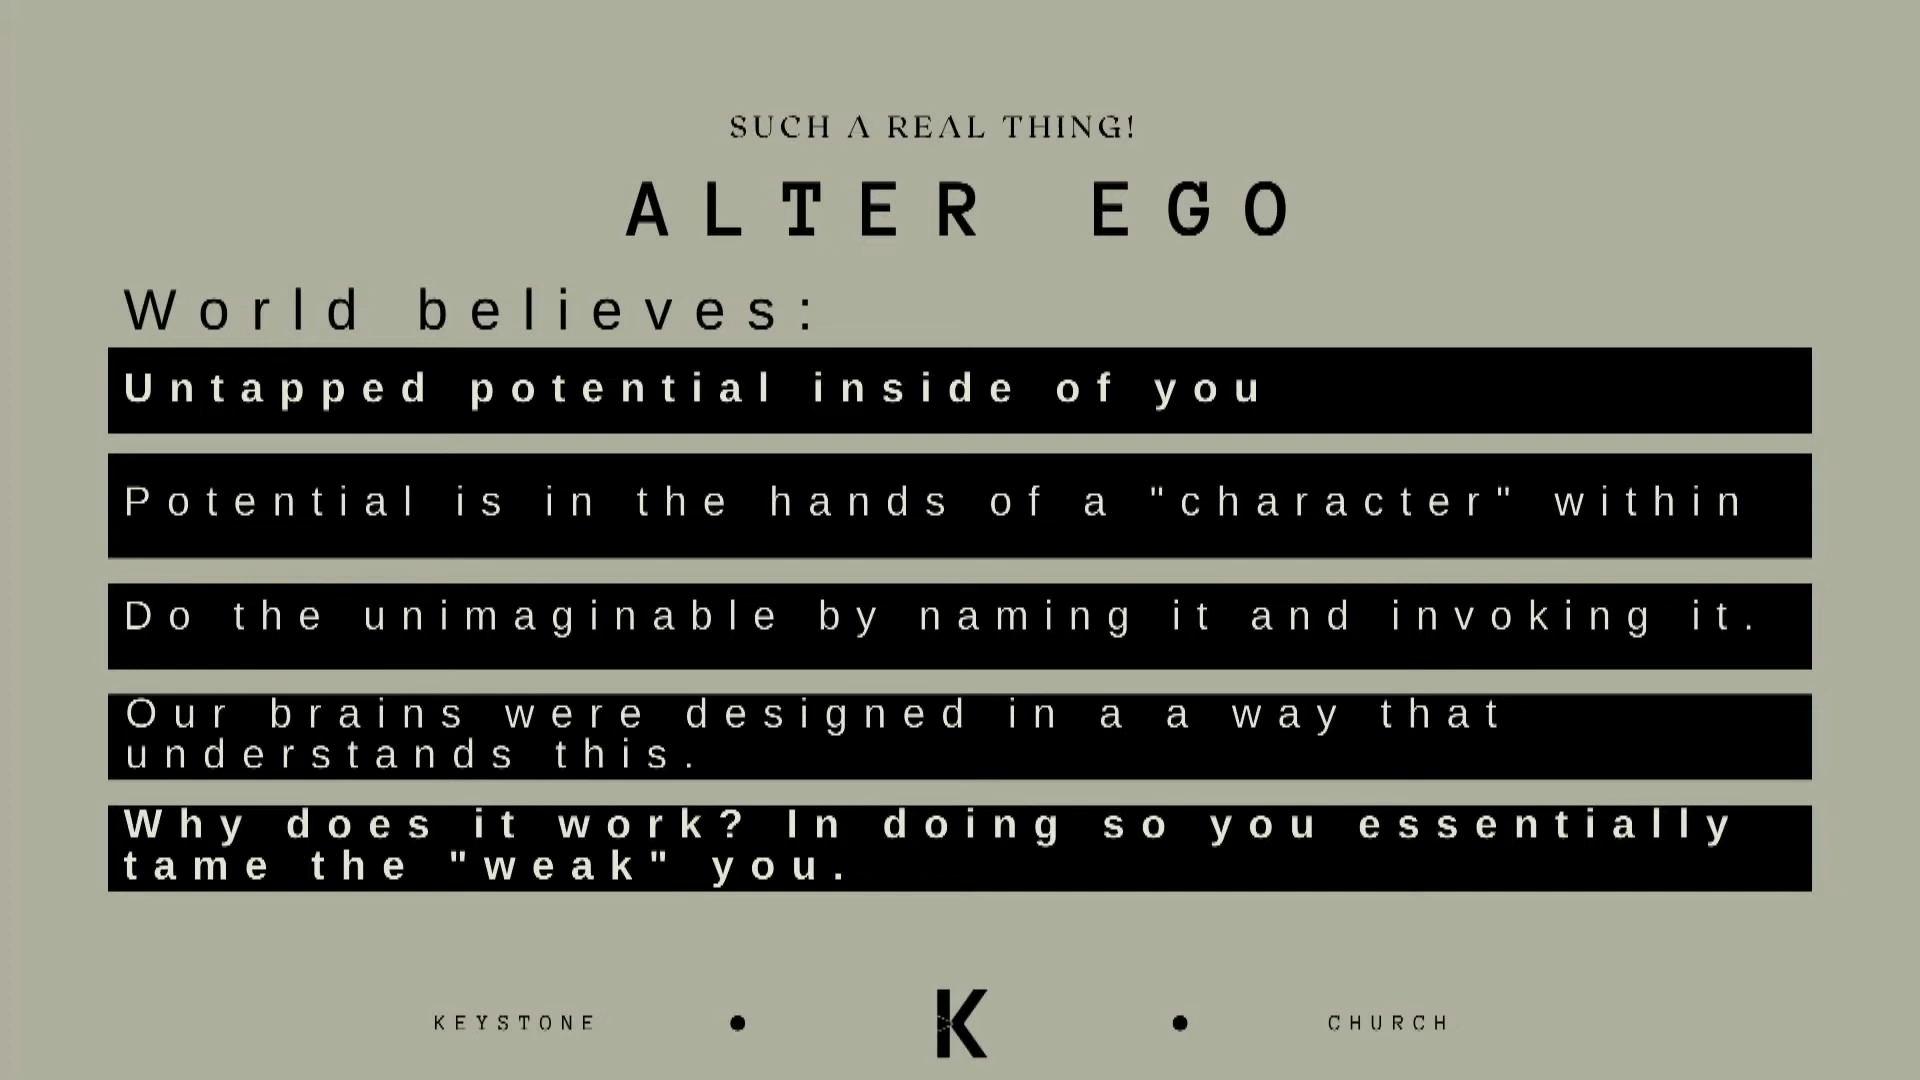 SUCH A REAL THING!
ALTER EGO
World believes:
Untapped potential inside of you
Potential is in the hands of a "character" within
Do the unimaginable by naming it and invoking it.
Our brains were designed in a a way that
understands this.
Why does it work? In doing so you essentially
tame the "weak" you.
KEYSTONE • K • CHURCH